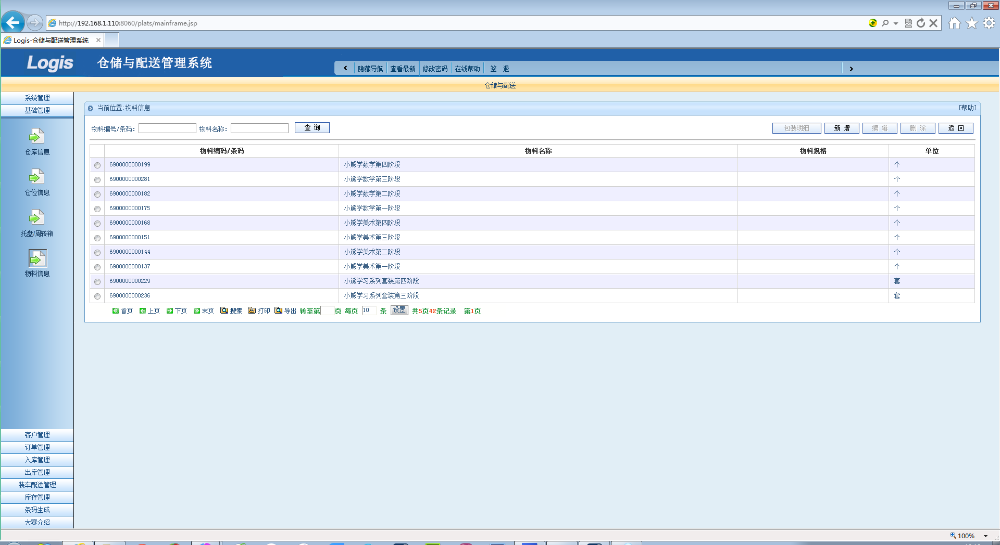 http://192.168.1.110:8060/plats/mainframe.jsp
Logis-仓储与配送管理系统
Logis 仓储与配送管理系统
隐藏导航 查看最新 修改密码 在线帮助 签 退
仓储与配送
系统管理
基础管理
仓库信息
仓位信息
托盘/周转箱
物料信息
客户管理
订单管理
入库管理
出库管理
装车配送管理
库存管理
条码生成
大赛介绍
当前位置:物料信息 [帮助]
物料编号/条码: 物料名称: 查 询 包装明细 新 增 编 辑 删 除 返 回
物料编码/条码 物料名称 物料规格 单位
6900000000199 小熊学数学第四阶段 个
6900000000281 小熊学数学第三阶段 个
6900000000182 小熊学数学第二阶段 个
6900000000175 小熊学数学第一阶段 个
6900000000168 小熊学美术第四阶段 个
6900000000151 小熊学美术第三阶段 个
6900000000144 小熊学美术第二阶段 个
6900000000137 小熊学美术第一阶段 个
6900000000229 小熊学习系列套装第四阶段 套
6900000000236 小熊学习系列套装第三阶段 套
首页 上页 下页 末页 搜索 打印 导出 转至第 页 每页 10 条 设置 共5页42条记录 第1页
100%